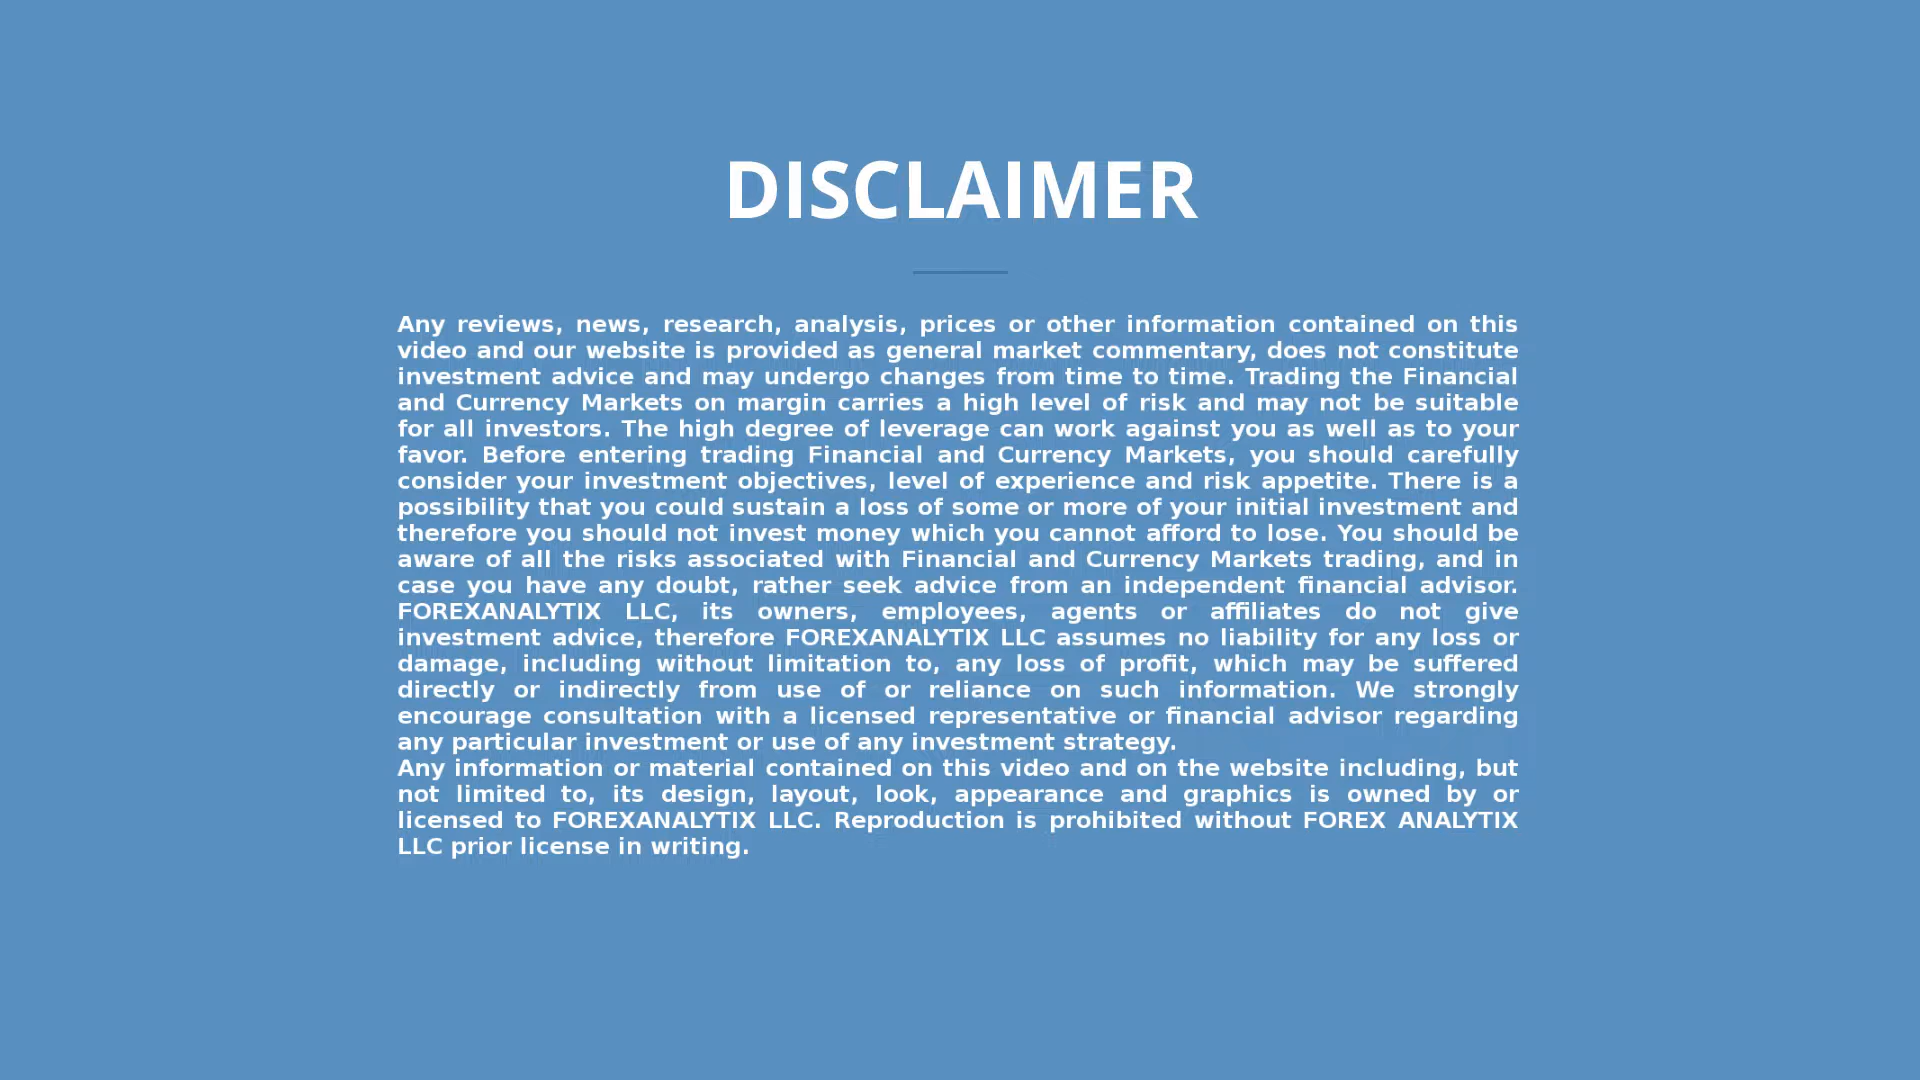 DISCLAIMER
Any reviews, news, research, analysis, prices or other information contained on this
video and our website is provided as general market commentary, does not constitute
investment advice and may undergo changes from time to time. Trading the Financial
and Currency Markets on margin carries a high level of risk and may not be suitable
for all investors. The high degree of leverage can work against you as well as to your
favor. Before entering trading Financial and Currency Markets, you should carefully
consider your investment objectives, level of experience and risk appetite. There is a
possibility that you could sustain a loss of some or more of your initial investment and
therefore you should not invest money which you cannot afford to lose. You should be
aware of all the risks associated with Financial and Currency Markets trading, and in
case you have any doubt, rather seek advice from an independent financial advisor.
FOREXANALYTIX LLC, its owners, employees, agents or affiliates do not give
investment advice, therefore FOREXANALYTIX LLC assumes no liability for any loss or
damage, including without limitation to, any loss of profit, which may be suffered
directly or indirectly from use of or reliance on such information. We strongly
encourage consultation with a licensed representative or financial advisor regarding
any particular investment or use of any investment strategy.
Any information or material contained on this video and on the website including, but
not limited to, its design, layout, look, appearance and graphics is owned by or
licensed to FOREXANALYTIX LLC. Reproduction is prohibited without FOREX ANALYTIX
LLC prior license in writing.